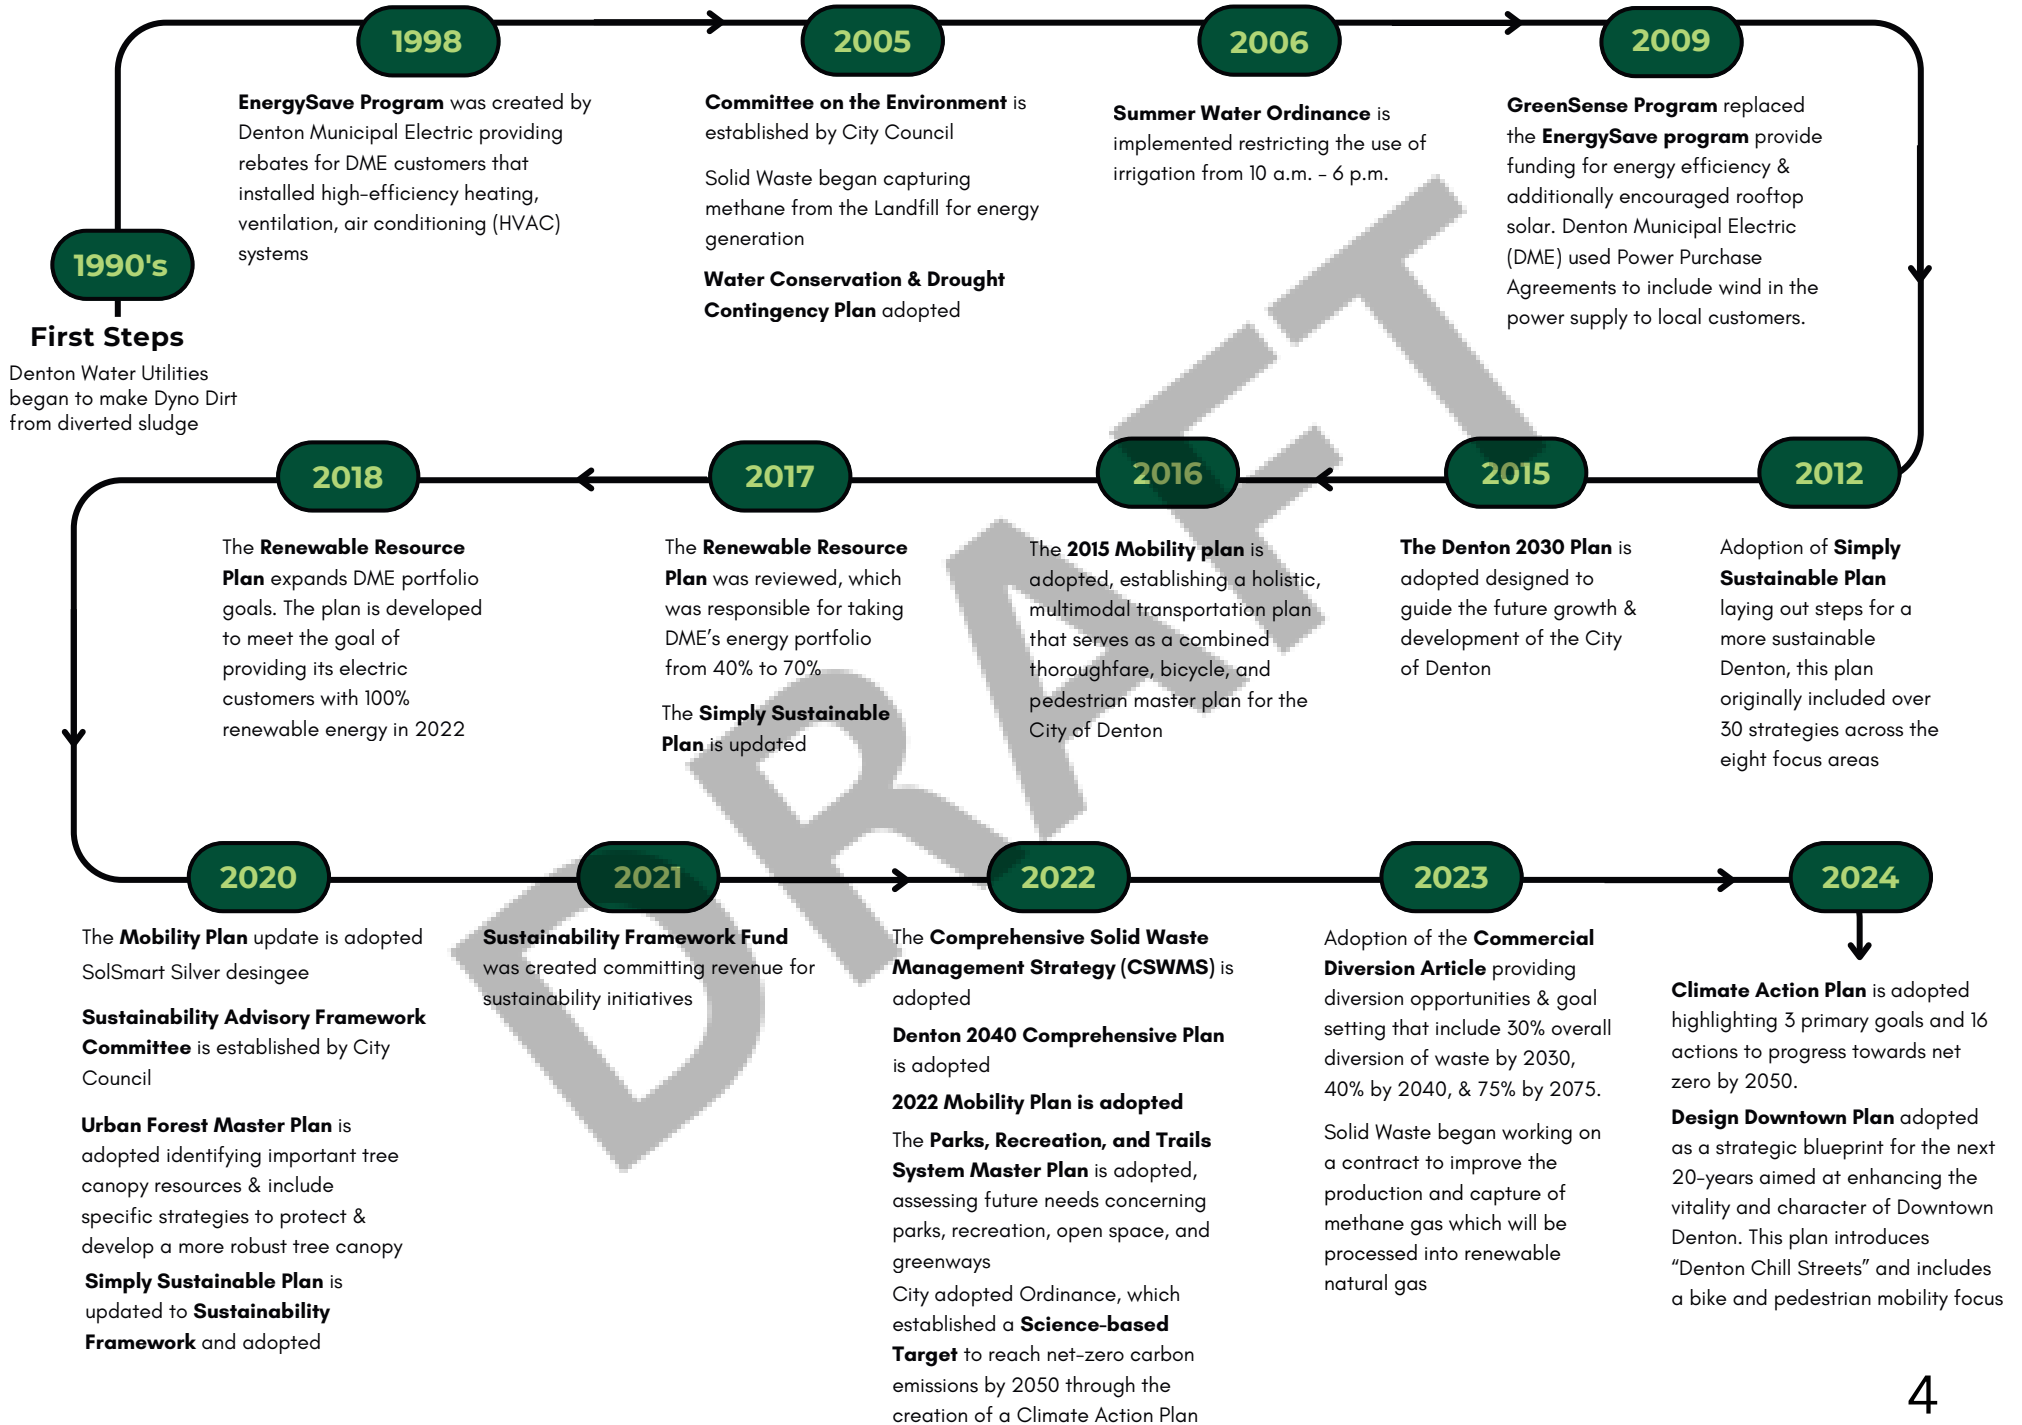 1990's
First Steps
Denton Water Utilities
began to make Dyno Dirt
from diverted sludge
1998
EnergySave Program was created by
Denton Municipal Electric providing
rebates for DME customers that
installed high-efficiency heating,
ventilation, air conditioning (HVAC)
systems
2005
Committee on the Environment is
established by City Council
Solid Waste began capturing
methane from the Landfill for energy
generation
Water Conservation & Drought
Contingency Plan adopted
2006
Summer Water Ordinance is
implemented restricting the use of
irrigation from 10 a.m. - 6 p.m.
2009
GreenSense Program replaced
the EnergySave program provide
funding for energy efficiency &
additionally encouraged rooftop
solar. Denton Municipal Electric
(DME) used Power Purchase
Agreements to include wind in the
power supply to local customers.
2012
Adoption of Simply
Sustainable Plan
laying out steps for a
more sustainable
Denton, this plan
originally included over
30 strategies across the
eight focus areas
2015
The Denton 2030 Plan is
adopted designed to
guide the future growth &
development of the City
of Denton
2016
The 2015 Mobility plan is
adopted, establishing a holistic,
multimodal transportation plan
that serves as a combined
thoroughfare, bicycle, and
pedestrian master plan for the
City of Denton
2017
The Renewable Resource
Plan was reviewed, which
was responsible for taking
DME's energy portfolio
from 40% to 70%
The Simply Sustainable
Plan is updated
2018
The Renewable Resource
Plan expands DME portfolio
goals. The plan is developed
to meet the goal of
providing its electric
customers with 100%
renewable energy in 2022
2020
The Mobility Plan update is adopted
SolSmart Silver desingee
Sustainability Advisory Framework
Committee is established by City
Council
Urban Forest Master Plan is
adopted identifying important tree
canopy resources & include
specific strategies to protect &
develop a more robust tree canopy
Simply Sustainable Plan is
updated to Sustainability
Framework and adopted
2021
Sustainability Framework Fund
was created committing revenue for
sustainability initiatives
2022
The Comprehensive Solid Waste
Management Strategy (CSWMS) is
adopted
Denton 2040 Comprehensive Plan
is adopted
2022 Mobility Plan is adopted
The Parks, Recreation, and Trails
System Master Plan is adopted,
assessing future needs concerning
parks, recreation, open space, and
greenways
City adopted Ordinance, which
established a Science-based
Target to reach net-zero carbon
emissions by 2050 through the
creation of a Climate Action Plan
2023
Adoption of the Commercial
Diversion Article providing
diversion opportunities & goal
setting that include 30% overall
diversion of waste by 2030,
40% by 2040, & 75% by 2075.
Solid Waste began working on
a contract to improve the
production and capture of
methane gas which will be
processed into renewable
natural gas
2024
Climate Action Plan is adopted
highlighting 3 primary goals and 16
actions to progress towards net
zero by 2050.
Design Downtown Plan adopted
as a strategic blueprint for the next
20-years aimed at enhancing the
vitality and character of Downtown
Denton. This plan introduces
“Denton Chill Streets” and includes
a bike and pedestrian mobility focus
DRAFT
4